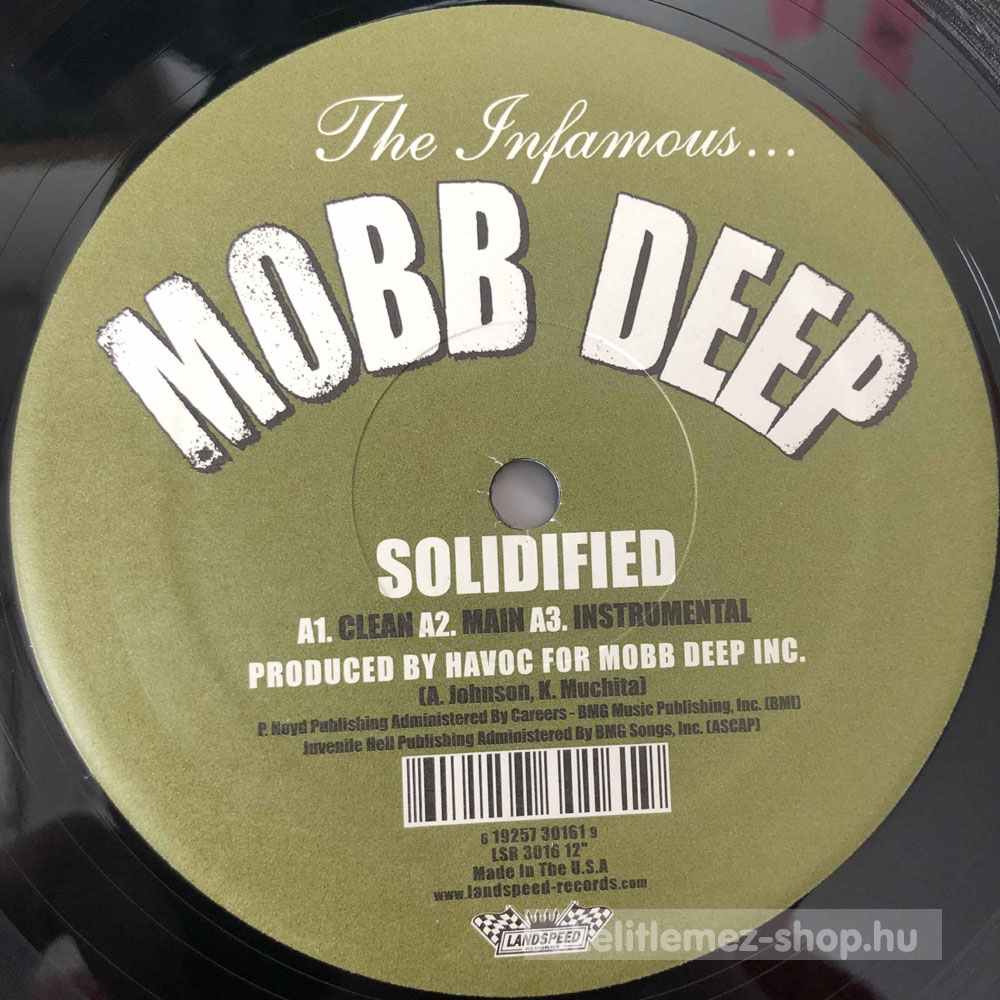 The Infamous...
MOBB DEEP
SOLIDIFIED
A1. CLEAN A2. MAIN A3. INSTRUMENTAL
PRODUCED BY HAVOC FOR MOBB DEEP INC.
(A. Johnson, K. Muchita)
P. Noyd Publishing Administered By Careers - BMG Music Publishing, Inc. (BMI)
Juvenile Hell Publishing Administered By BMG Songs, Inc. (ASCAP)
6 19257 30161 9
LSR 3016 12"
Made In The U.S.A
www.landspeed-records.com
LANDSPEED
elitlemez-shop.hu